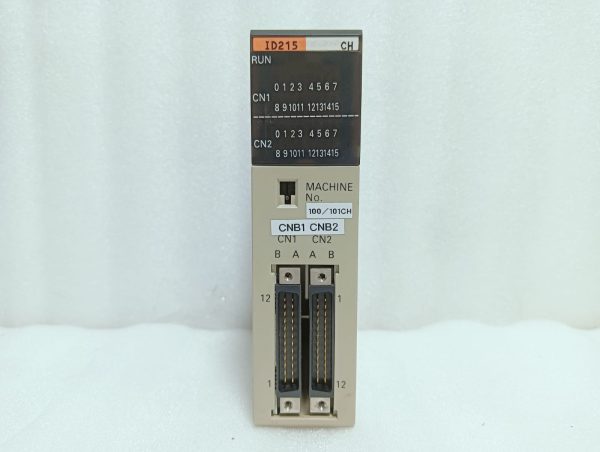 ID215 CH
RUN
0 1 2 3 4 5 6 7
CN1
8 9 10 11 12 13 14 15
0 1 2 3 4 5 6 7
CN2
8 9 10 11 12 13 14 15
MACHINE
No.
100/101CH
CNB1 CNB2
CN1 CN2
B A A B
12 1
1 12